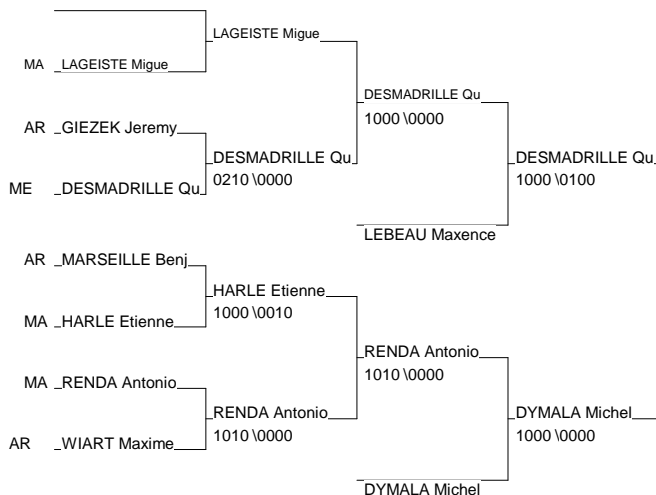 LAGEISTE Migue
MA LAGEISTE Migue
DESMADRILLE Qu
1000 \0000
AR GIEZEK Jeremy
DESMADRILLE Qu
0210 \0000
DESMADRILLE Qu
1000 \0100
ME DESMADRILLE Qu
LEBEAU Maxence
AR MARSEILLE Benj
HARLE Etienne
1000 \0010
MA HARLE Etienne
RENDA Antonio
1010 \0000
MA RENDA Antonio
RENDA Antonio
1010 \0000
DYMALA Michel
1000 \0000
AR WIART Maxime
DYMALA Michel